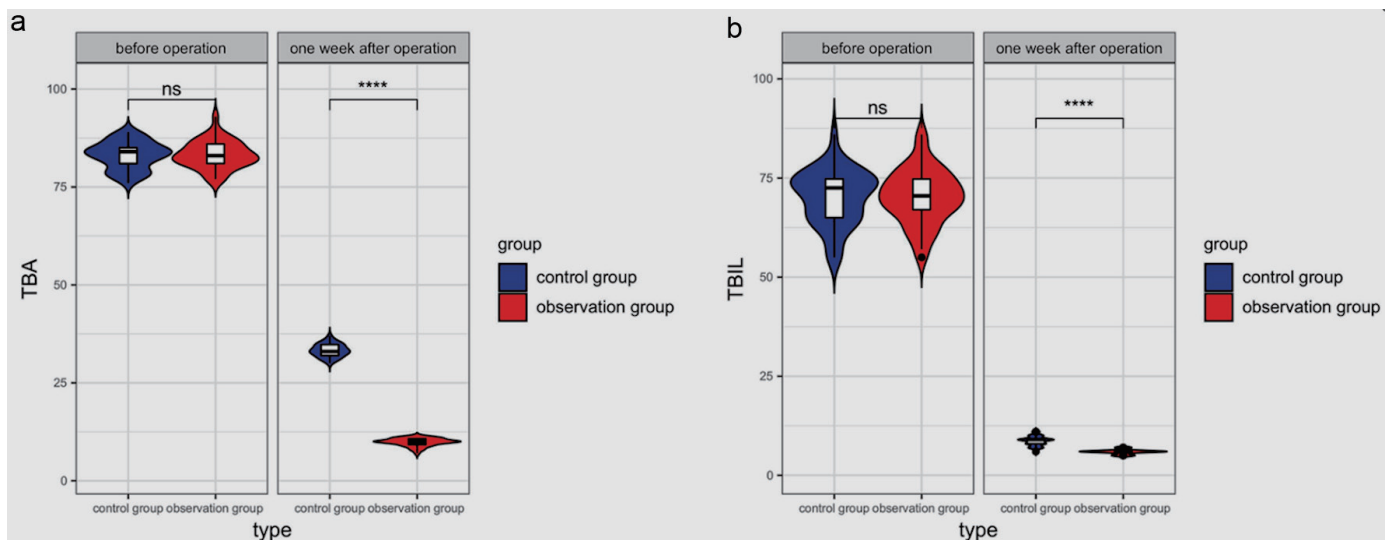 a
before operation
one week after operation
ns
****
100
75
50
25
0
TBA
control group observation group
control group observation group
type
group
control group
observation group
b
before operation
one week after operation
ns
****
100
75
50
25
0
TBIL
control group observation group
control group observation group
type
group
control group
observation group